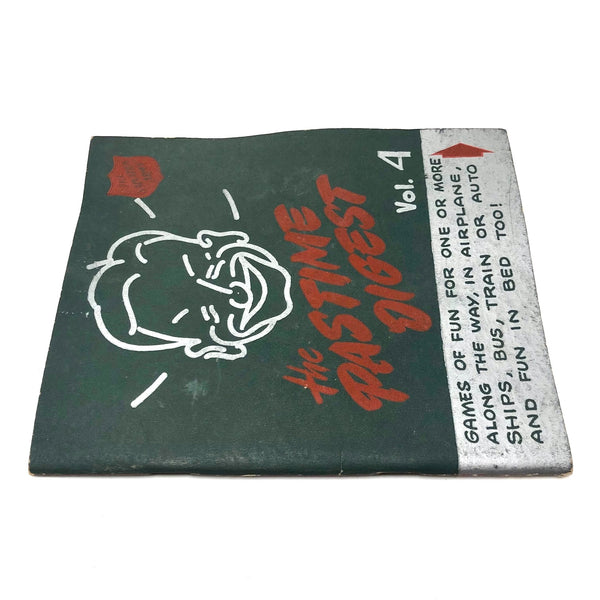 the
PASTIME
DIGEST
Vol. 4
GAMES OF FUN FOR ONE OR MORE
ALONG THE WAY, IN AIRPLANE,
SHIPS, BUS, TRAIN OR AUTO
AND FUN IN BED TOO!